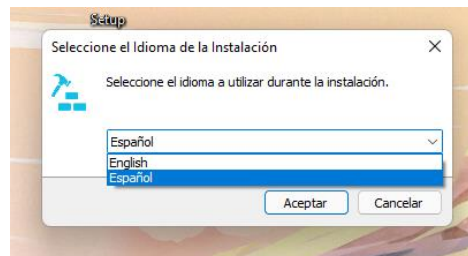 Setup
Seleccione el Idioma de la Instalación
Seleccione el idioma a utilizar durante la instalación.
Español
English
Español
Aceptar
Cancelar